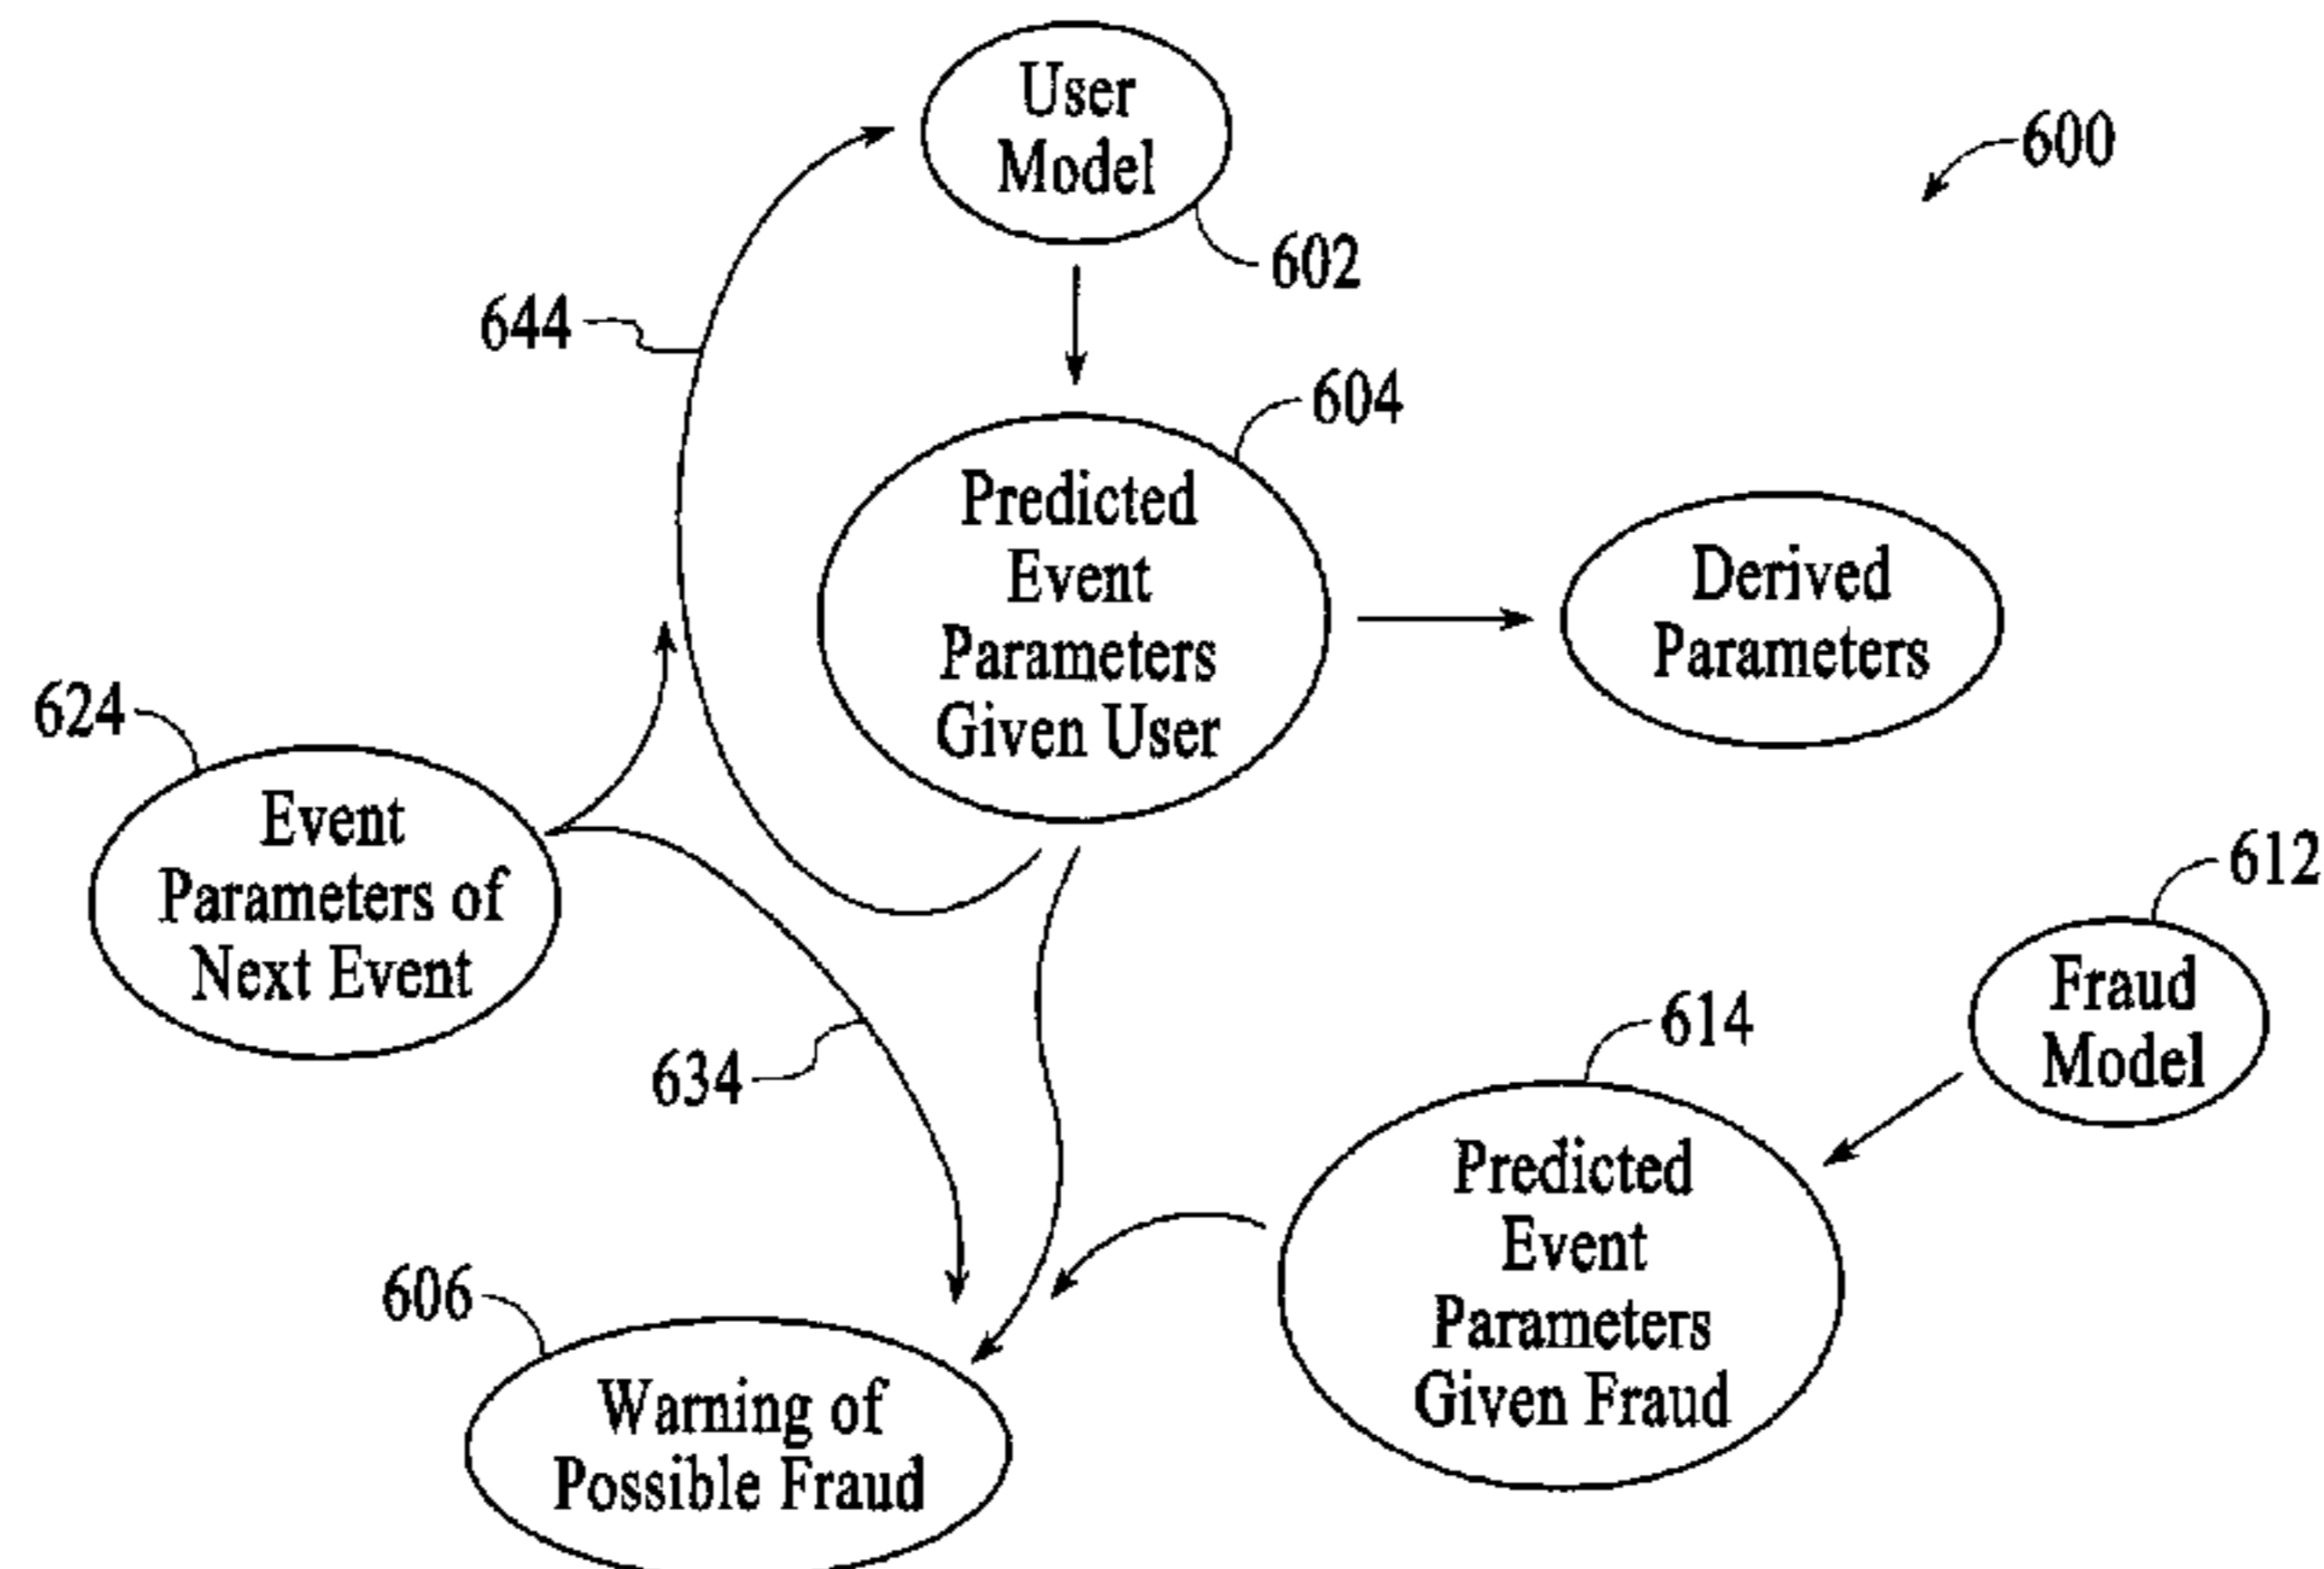 User
Model
600
602
644
604
Predicted
Event
Parameters
Given User
Derived
Parameters
624
Event
Parameters of
Next Event
612
Fraud
Model
614
634
Predicted
Event
Parameters
Given Fraud
606
Warning of
Possible Fraud